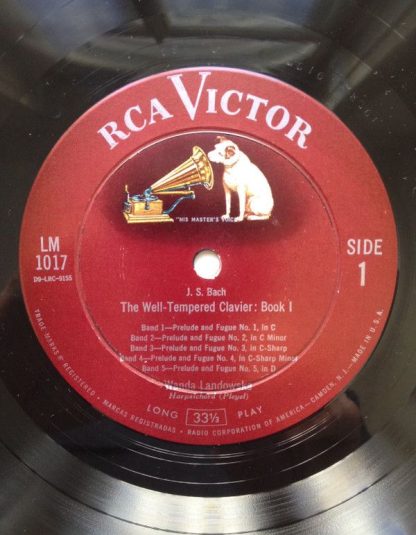 RCA VICTOR
"HIS MASTER'S VOICE"
LM
1017
D9-LRC-0155
SIDE
1
J. S. Bach
The Well-Tempered Clavier: Book I
Band 1—Prelude and Fugue No. 1, in C
Band 2—Prelude and Fugue No. 2, in C Minor
Band 3—Prelude and Fugue No. 3, in C-Sharp
Band 4—Prelude and Fugue No. 4, in C-Sharp Minor
Band 5—Prelude and Fugue No. 5, in D
Wanda Landowska
Harpsichord (Pleyel)
LONG 33⅓ PLAY
TRADE MARKS ® REGISTERED • MARCAS REGISTRADAS • RADIO CORPORATION OF AMERICA—CAMDEN, N. J. — MADE IN U.S.A.